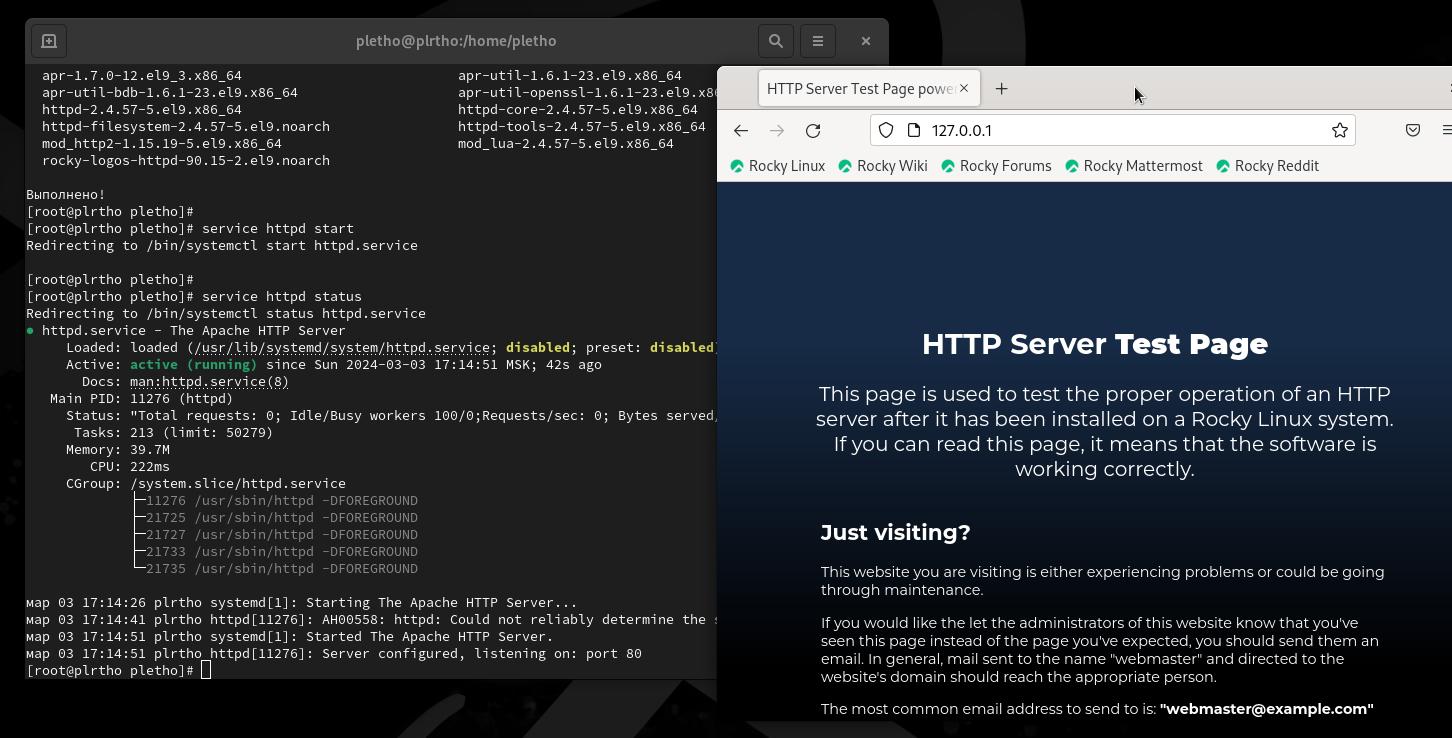 pletho@plrtho:/home/pletho
apr-1.7.0-12.el9_3.x86_64 apr-util-1.6.1-23.el9.x86_64
apr-util-bdb-1.6.1-23.el9.x86_64 apr-util-openssl-1.6.1-23.el9.x86
httpd-2.4.57-5.el9.x86_64 httpd-core-2.4.57-5.el9.x86_64
httpd-filesystem-2.4.57-5.el9.noarch httpd-tools-2.4.57-5.el9.x86_64
mod_http2-1.15.19-5.el9.x86_64 mod_lua-2.4.57-5.el9.x86_64
rocky-logos-httpd-90.15-2.el9.noarch
Выполнено!
[root@plrtho pletho]#
[root@plrtho pletho]# service httpd start
Redirecting to /bin/systemctl start httpd.service
[root@plrtho pletho]#
[root@plrtho pletho]# service httpd status
Redirecting to /bin/systemctl status httpd.service
● httpd.service - The Apache HTTP Server
Loaded: loaded (/usr/lib/systemd/system/httpd.service; disabled; preset: disabled)
Active: active (running) since Sun 2024-03-03 17:14:51 MSK; 42s ago
Docs: man:httpd.service(8)
Main PID: 11276 (httpd)
Status: "Total requests: 0; Idle/Busy workers 100/0;Requests/sec: 0; Bytes served/
Tasks: 213 (limit: 50279)
Memory: 39.7M
CPU: 222ms
CGroup: /system.slice/httpd.service
├─11276 /usr/sbin/httpd -DFOREGROUND
├─21725 /usr/sbin/httpd -DFOREGROUND
├─21727 /usr/sbin/httpd -DFOREGROUND
├─21733 /usr/sbin/httpd -DFOREGROUND
└─21735 /usr/sbin/httpd -DFOREGROUND
мар 03 17:14:26 plrtho systemd[1]: Starting The Apache HTTP Server...
мар 03 17:14:41 plrtho httpd[11276]: AH00558: httpd: Could not reliably determine the
мар 03 17:14:51 plrtho systemd[1]: Started The Apache HTTP Server.
мар 03 17:14:51 plrtho httpd[11276]: Server configured, listening on: port 80
[root@plrtho pletho]#
HTTP Server Test Page powe
127.0.0.1
Rocky Linux Rocky Wiki Rocky Forums Rocky Mattermost Rocky Reddit
HTTP Server Test Page
This page is used to test the proper operation of an HTTP
server after it has been installed on a Rocky Linux system.
If you can read this page, it means that the software is
working correctly.
Just visiting?
This website you are visiting is either experiencing problems or could be going
through maintenance.
If you would like the let the administrators of this website know that you've
seen this page instead of the page you've expected, you should send them an
email. In general, mail sent to the name "webmaster" and directed to the
website's domain should reach the appropriate person.
The most common email address to send to is: "webmaster@example.com"